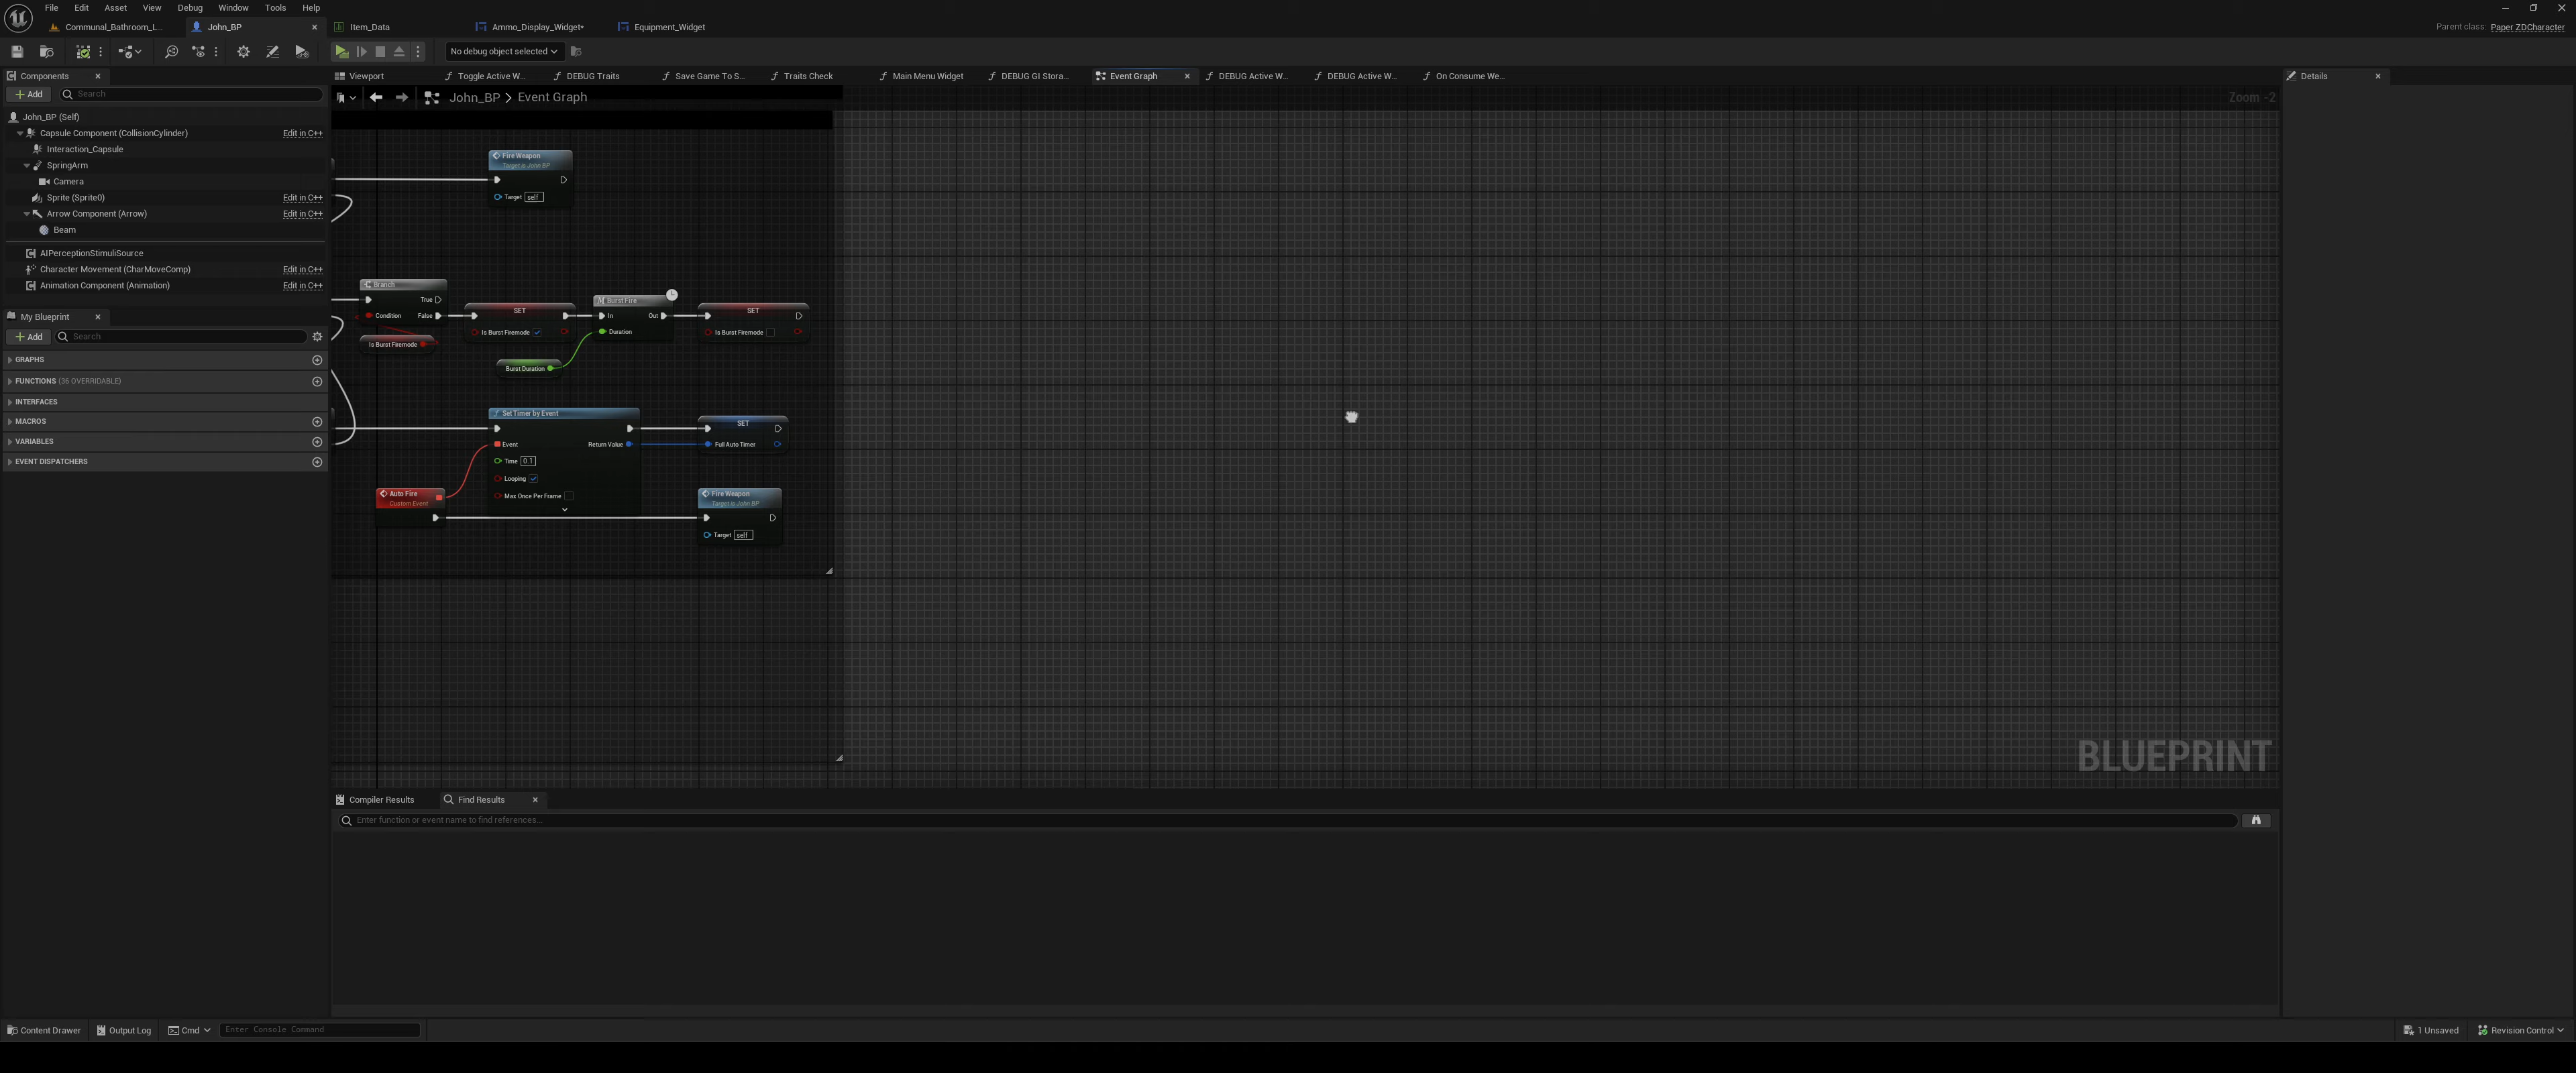 File Edit Asset View Debug Window Tools Help
Communal_Bathroom_L... John_BP Item_Data Ammo_Display_Widget• Equipment_Widget
Parent class: Paper ZDCharacter
No debug object selected
Components
Viewport Toggle Active W... DEBUG Traits Save Game To S... Traits Check Main Menu Widget DEBUG GI Stora... Event Graph DEBUG Active W... DEBUG Active W... On Consume We... Details
Add Search
John_BP > Event Graph
Zoom -2
John_BP (Self)
Capsule Component (CollisionCylinder) Edit in C++
Interaction_Capsule
SpringArm
Camera
Sprite (Sprite0) Edit in C++
Arrow Component (Arrow) Edit in C++
Beam
AIPerceptionStimuliSource
Character Movement (CharMoveComp) Edit in C++
Animation Component (Animation) Edit in C++
My Blueprint
Add Search
GRAPHS
FUNCTIONS (36 OVERRIDABLE)
INTERFACES
MACROS
VARIABLES
EVENT DISPATCHERS
Fire Weapon
Target is John BP
Target self
Branch
True
Condition False
Is Burst Firemode
SET
Is Burst Firemode
Burst Fire
In Out
Duration
Burst Duration
SET
Is Burst Firemode
Set Timer by Event
Event Return Value
Time 0.1
Looping
Max Once Per Frame
SET
Full Auto Timer
Auto Fire
Custom Event
Fire Weapon
Target is John BP
Target self
BLUEPRINT
Compiler Results Find Results
Enter function or event name to find references...
Content Drawer Output Log Cmd Enter Console Command
1 Unsaved Revision Control